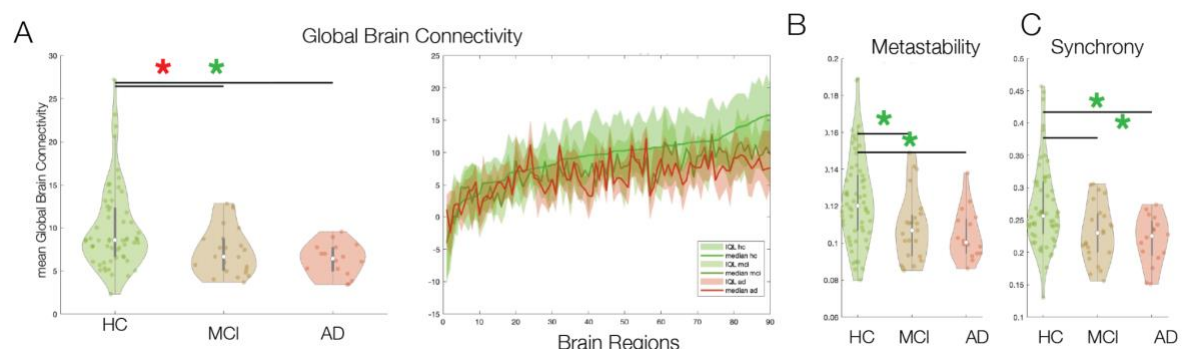 A
Global Brain Connectivity
mean Global Brain Connectivity
30
25
20
15
10
5
0
* *
HC
MCI
AD
25
20
15
10
5
0
-5
-10
-15
IQL hc
median hc
IQL mci
median mci
IQL ad
median ad
0 10 20 30 40 50 60 70 80 90
Brain Regions
B
Metastability
0.2
0.18
0.16
0.14
0.12
0.1
0.08
0.06
* *
HC
MCI
AD
C
Synchrony
0.5
0.45
0.4
0.35
0.3
0.25
0.2
0.15
0.1
* *
HC
MCI
AD